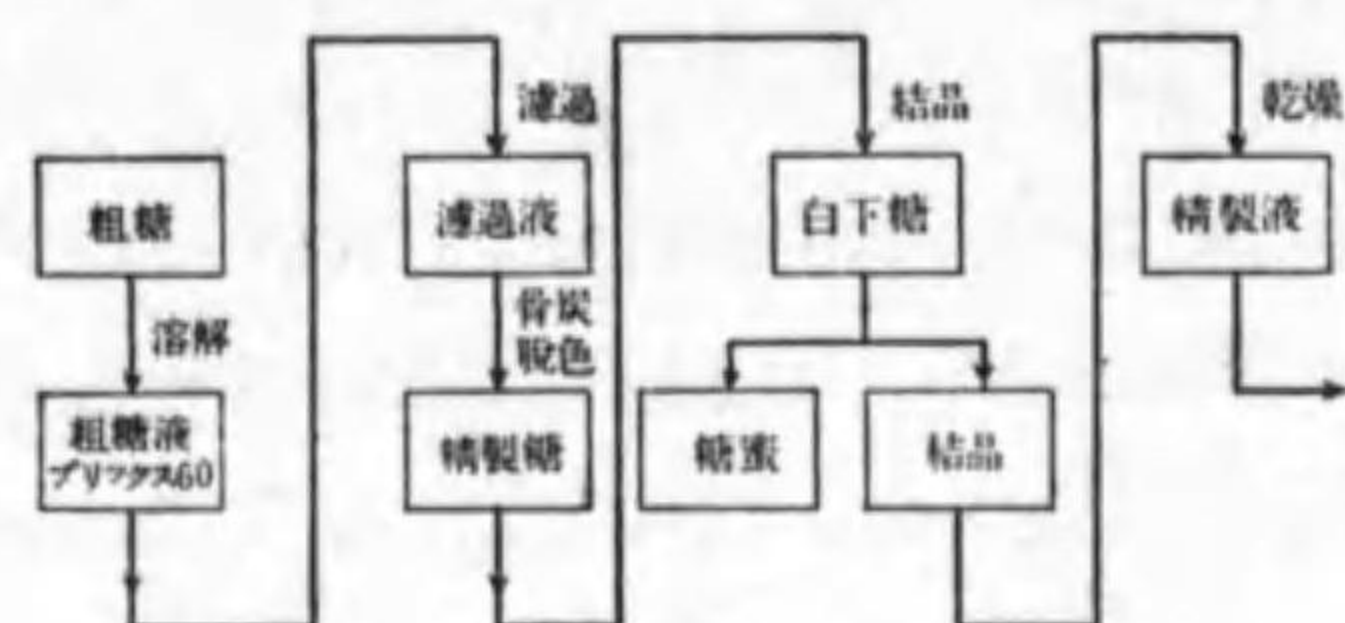 粗糖
溶解
粗糖液
ブリックス60
濾過
濾過液
骨炭
脫色
精製糖
結晶
白下糖
糖蜜
結晶
乾燥
精製液